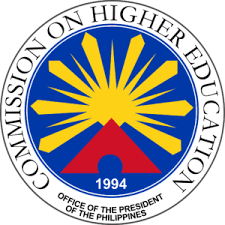 COMMISSION ON HIGHER EDUCATION
1994
OFFICE OF THE PRESIDENT
OF THE PHILIPPINES